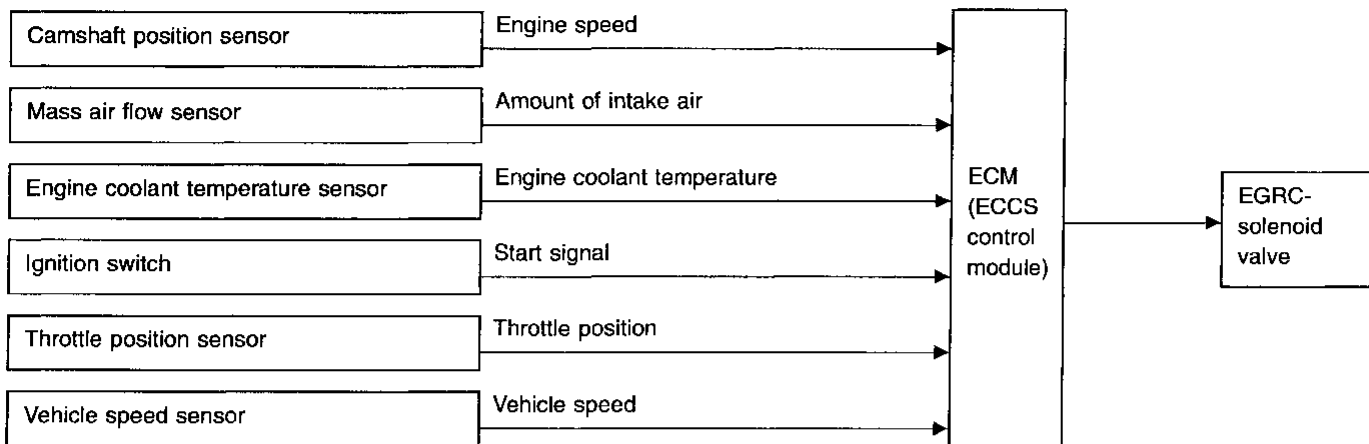 Camshaft position sensor
Engine speed
Mass air flow sensor
Amount of intake air
Engine coolant temperature sensor
Engine coolant temperature
Ignition switch
Start signal
Throttle position sensor
Throttle position
Vehicle speed sensor
Vehicle speed
ECM
(ECCS
control
module)
EGRC-
solenoid
valve